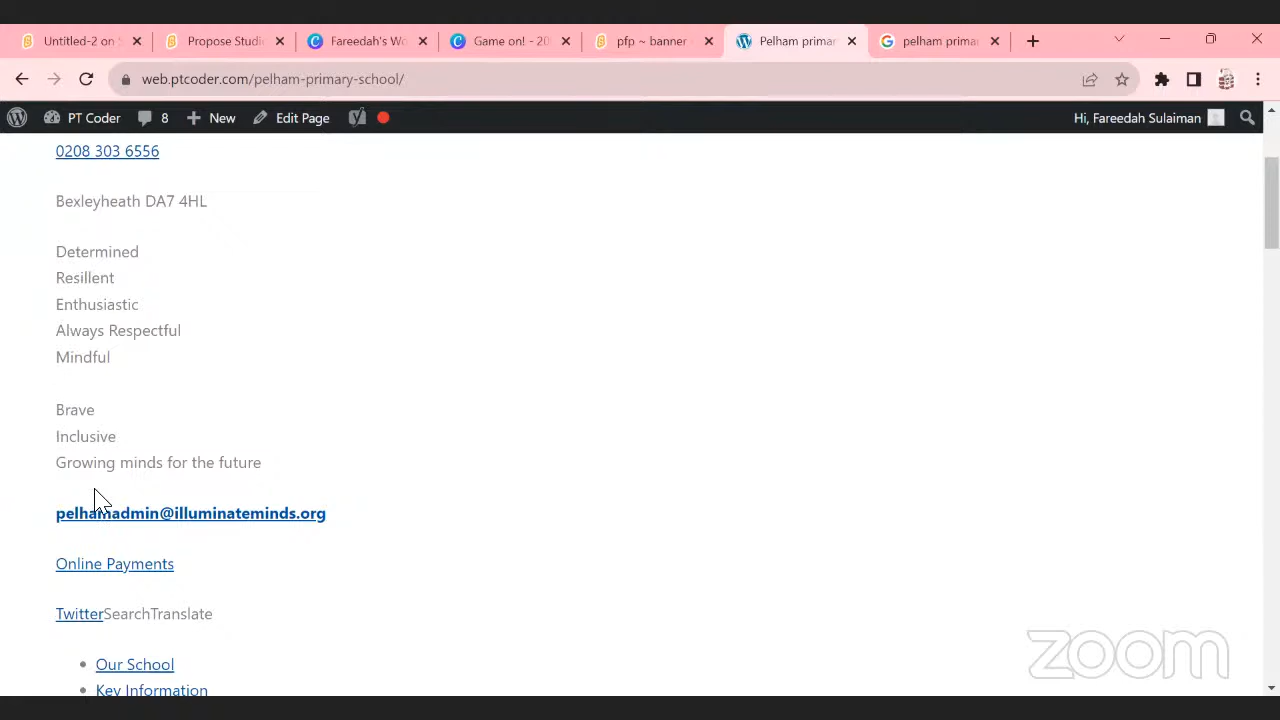 Untitled-2 on S
Propose Studi
Fareedah's Wo
Game on! - 20
pfp ~ banner -
Pelham primar
pelham prima
web.ptcoder.com/pelham-primary-school/
PT Coder
8
New
Edit Page
Hi, Fareedah Sulaiman
0208 303 6556
Bexleyheath DA7 4HL
Determined
Resillent
Enthusiastic
Always Respectful
Mindful
Brave
Inclusive
Growing minds for the future
pelhamadmin@illuminateminds.org
Online Payments
TwitterSearchTranslate
Our School
Key Information
zoom